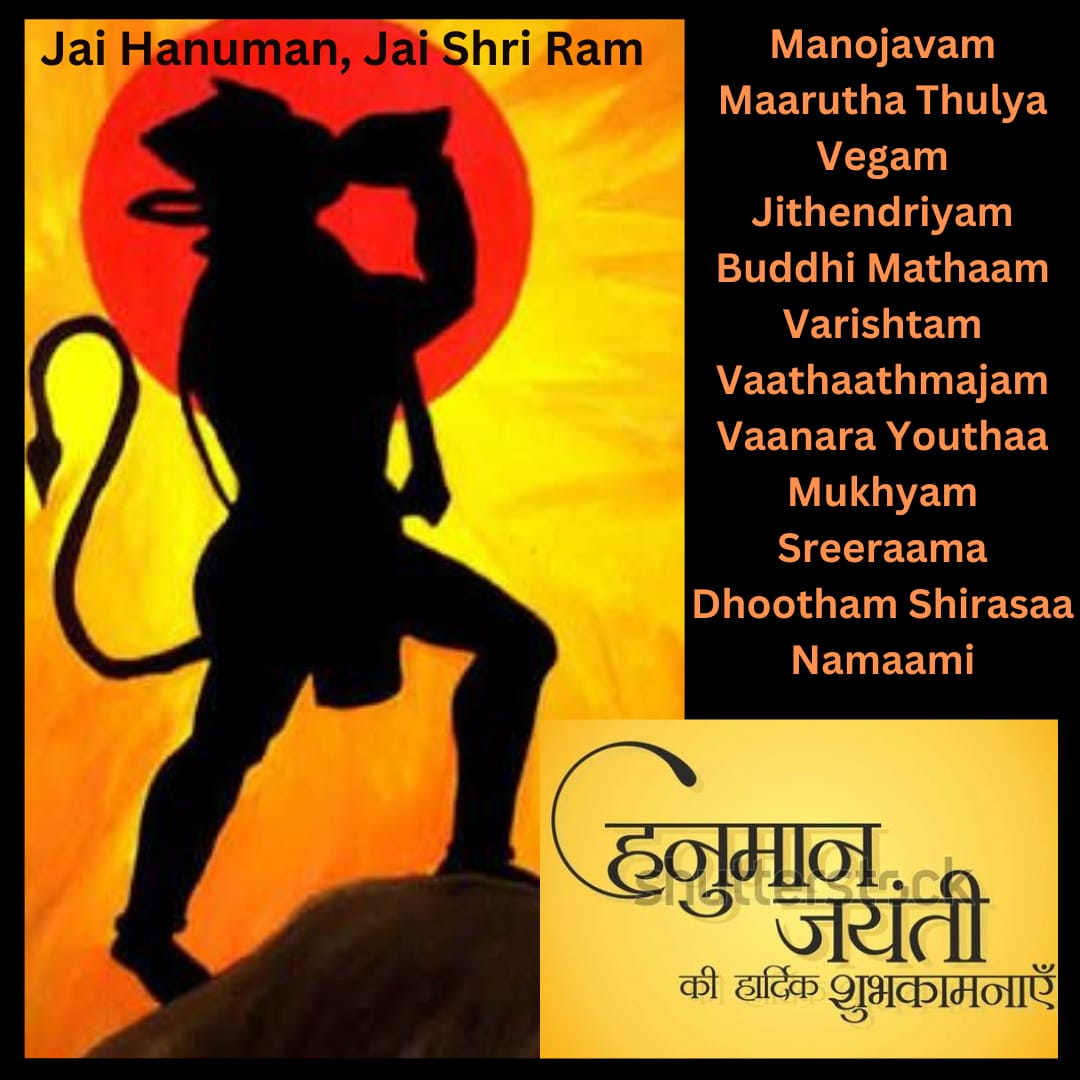 Jai Hanuman, Jai Shri Ram
Manojavam
Maarutha Thulya
Vegam
Jithendriyam
Buddhi Mathaam
Varishtam
Vaathaathmajam
Vaanara Youthaa
Mukhyam
Sreeraama
Dhootham Shirasaa
Namaami
हनुमान
shutterstock
जयंती
की हार्दिक शुभकामनाएँ